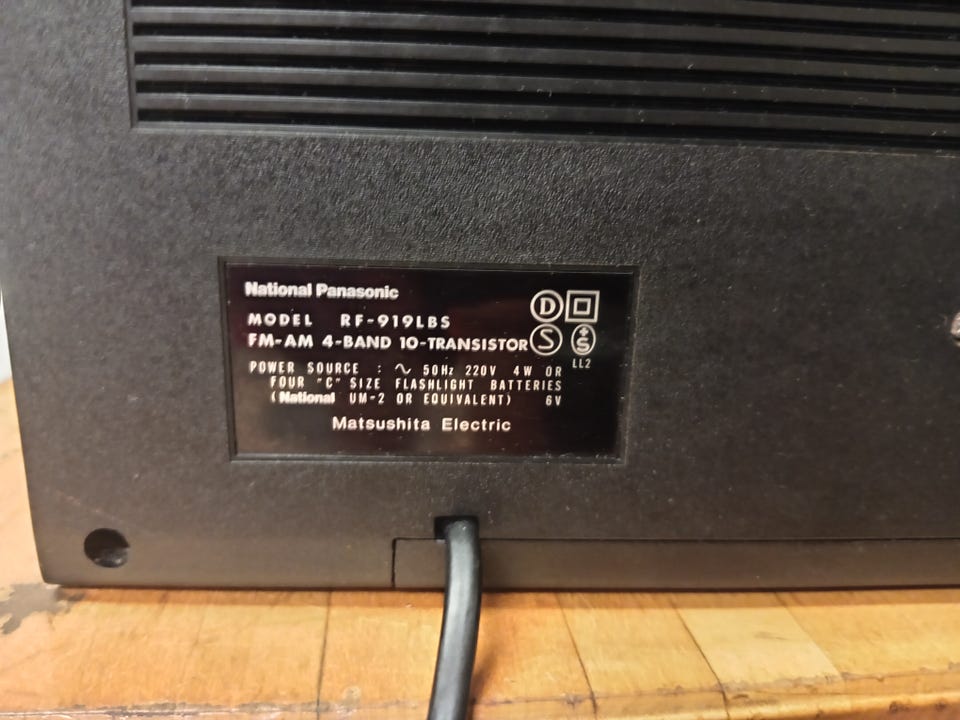 National Panasonic
MODEL RF-919LBS
FM-AM 4-BAND 10-TRANSISTOR
D
S
+S
LL2
POWER SOURCE : ∿ 50Hz 220V 4W OR
FOUR "C" SIZE FLASHLIGHT BATTERIES
(National UM-2 OR EQUIVALENT) 6V
Matsushita Electric